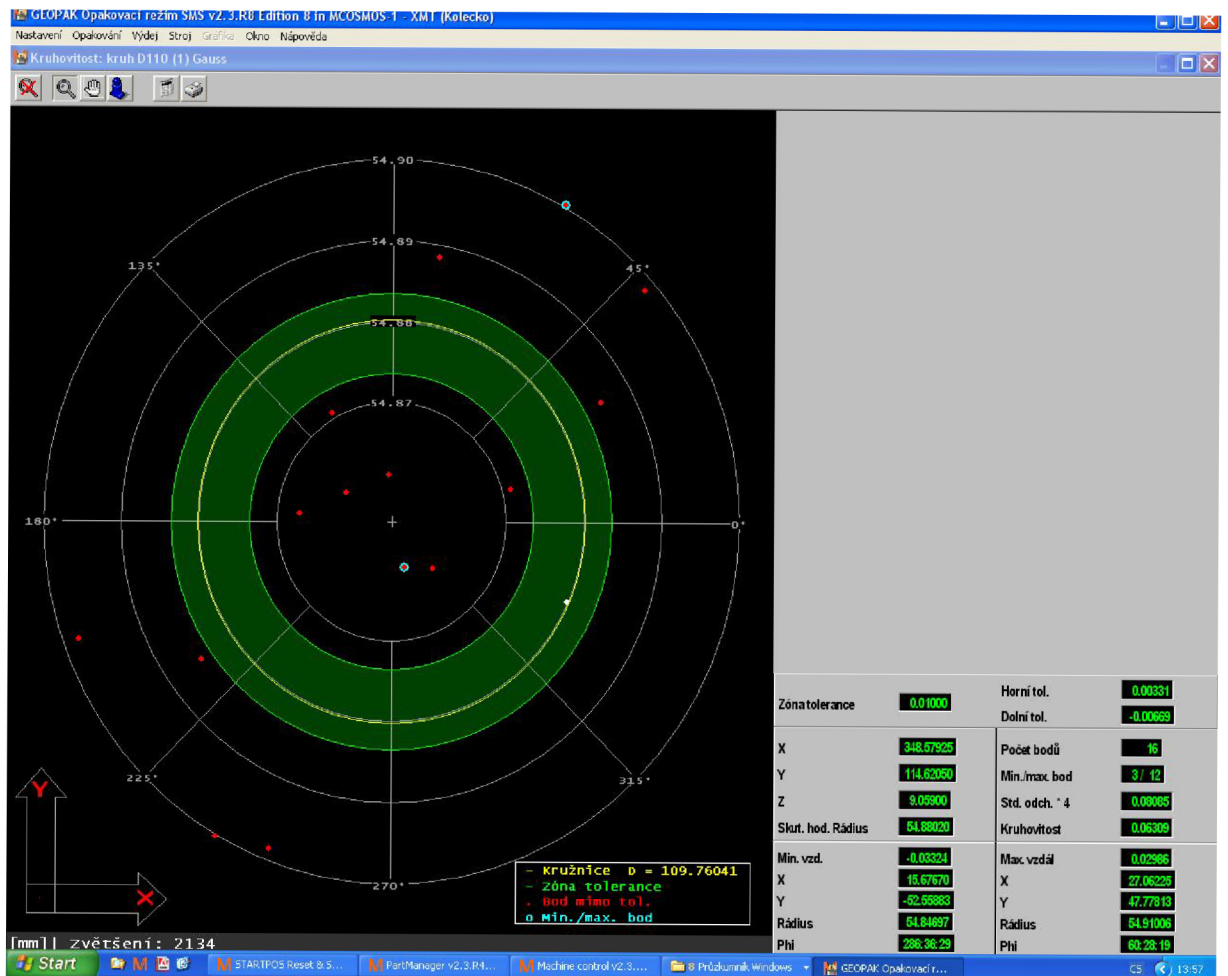 GEOPAK Opakovací režim SMS v2.3.R8 Edition 8 in MCOSMOS-1 - XMT (Kolecko)
Nastavení Opakování Výdej Stroj Grafika Okno Nápověda
Kruhovitost: kruh D110 (1) Gauss
54.90
54.89
135°
45°
54.88
54.87
180°
0°
225°
315°
270°
Y
X
- Kružnice D = 109.76041
- Zóna tolerance
. Bod mimo tol.
o Min./max. bod
[mm]| zvětšení: 2134
Zóna tolerance 0.01000
Horní tol. 0.00331
Dolní tol. -0.00669
X 348.57925
Y 114.62050
Z 9.05900
Skut. hod. Rádius 54.88020
Počet bodů 16
Min./max. bod 3/ 12
Std. odch. * 4 0.08085
Kruhovitost 0.06309
Min. vzd. -0.03324
X 15.67670
Y -52.55883
Rádius 54.84697
Phi 286:36:29
Max. vzdál 0.02986
X 27.06225
Y 47.77813
Rádius 54.91006
Phi 60:28:19
Start
STARTPOS Reset & S...
PartManager v2.3.R4...
Machine control v2.3....
8 Průzkumník Windows
GEOPAK Opakovací r...
CS
13:57